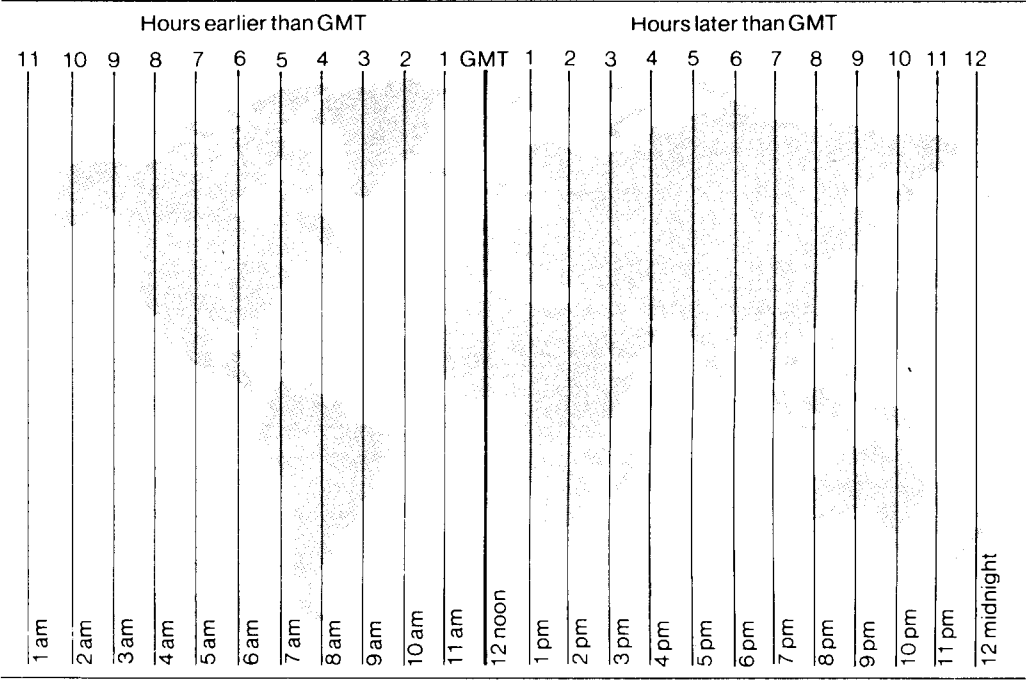 Hours earlier than GMT Hours later than GMT
11 10 9 8 7 6 5 4 3 2 1 GMT 1 2 3 4 5 6 7 8 9 10 11 12
1 am 2 am 3 am 4 am 5 am 6 am 7 am 8 am 9 am 10 am 11 am 12 noon 1 pm 2 pm 3 pm 4 pm 5 pm 6 pm 7 pm 8 pm 9 pm 10 pm 11 pm 12 midnight